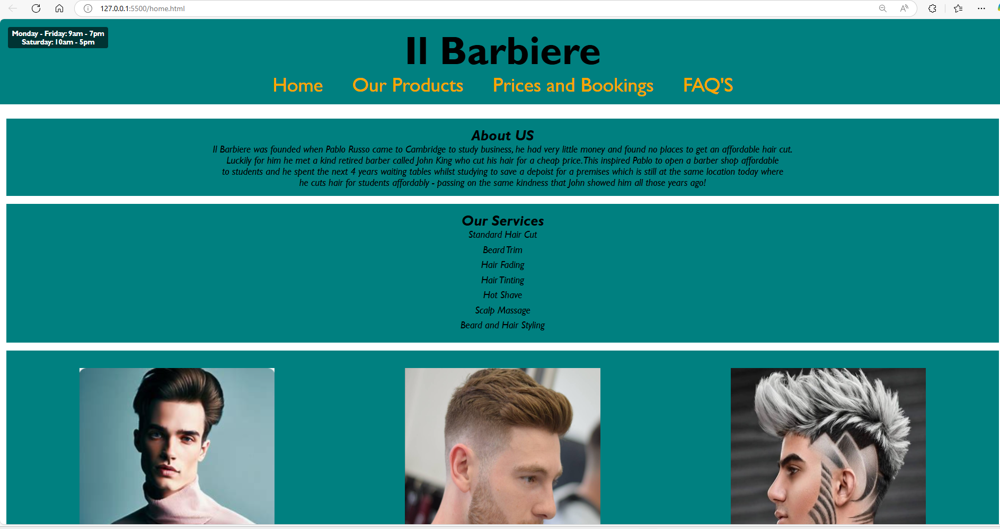 127.0.0.1:5500/home.html
Monday - Friday: 9am - 7pm
Saturday: 10am - 5pm
Il Barbiere
Home Our Products Prices and Bookings FAQ'S
About US
Il Barbiere was founded when Pablo Russo came to Cambridge to study business, he had very little money and found no places to get an affordable hair cut.
Luckily for him he met a kind retired barber called John King who cut his hair for a cheap price. This inspired Pablo to open a barber shop affordable
to students and he spent the next 4 years waiting tables whilst studying to save a depoist for a premises which is still at the same location today where
he cuts hair for students affordably - passing on the same kindness that John showed him all those years ago!
Our Services
Standard Hair Cut
Beard Trim
Hair Fading
Hair Tinting
Hot Shave
Scalp Massage
Beard and Hair Styling